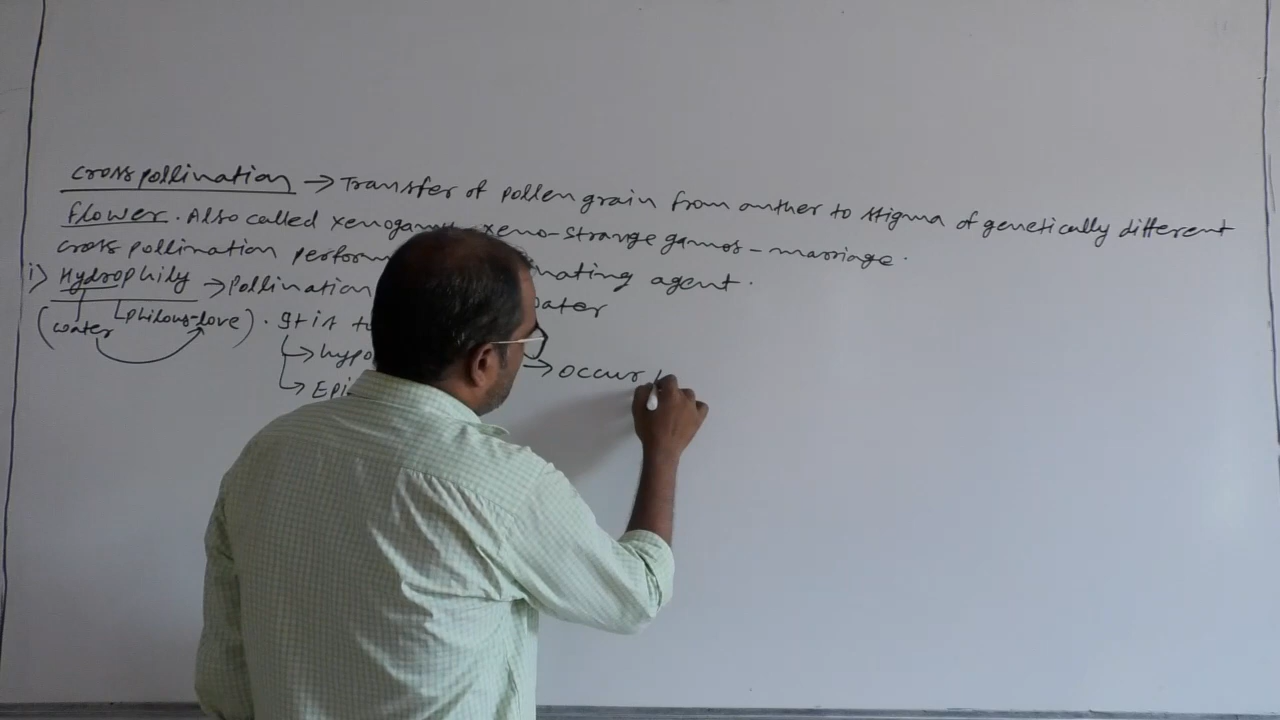 Cross pollination → Transfer of pollen grain from anther to stigma of genetically different
flower. Also called xenogamy xeno-strange gamos - marriage.
Cross pollination perform nating agent.
i) Hydrophily → Pollination ater
(water philous-love). It is t
→ hypo → occur
→ Epi